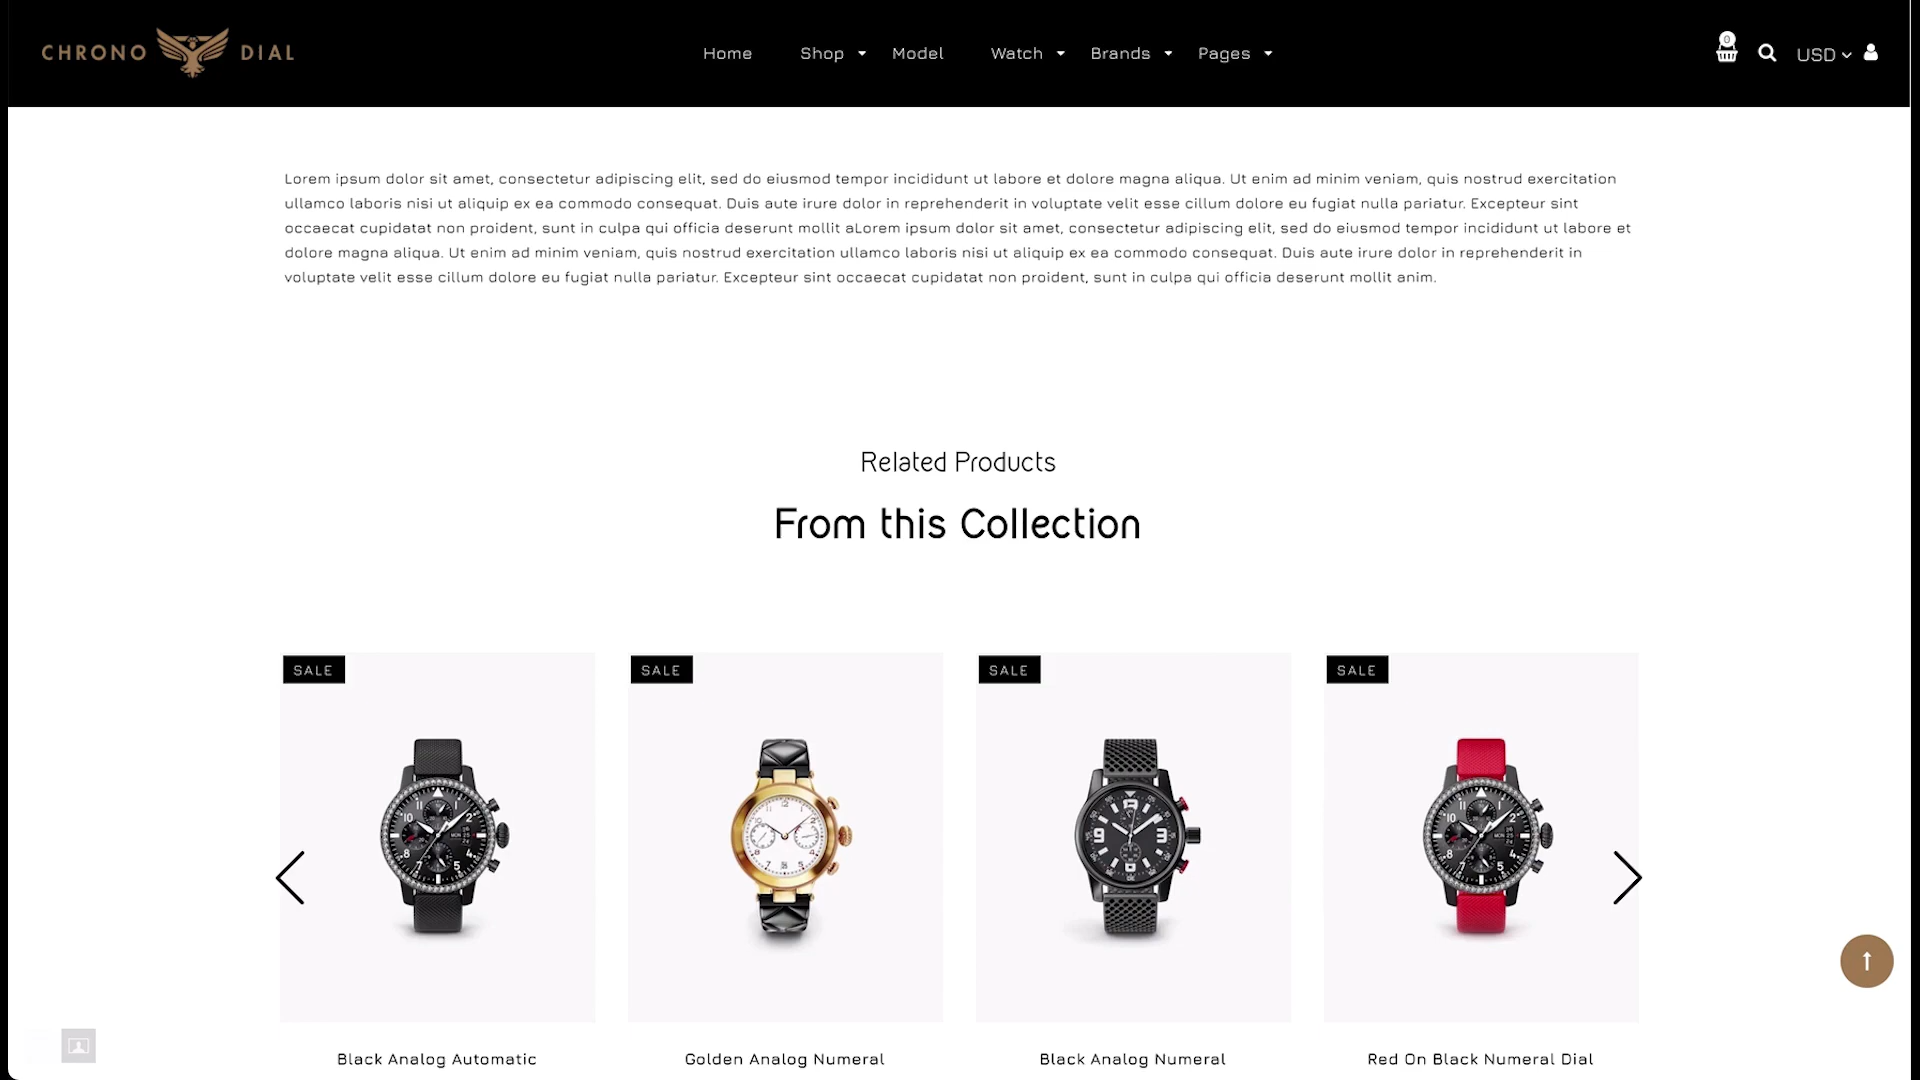 CHRONO DIAL
Home Shop Model Watch Brands Pages
0
USD
Lorem ipsum dolor sit amet, consectetur adipiscing elit, sed do eiusmod tempor incididunt ut labore et dolore magna aliqua. Ut enim ad minim veniam, quis nostrud exercitation
ullamco laboris nisi ut aliquip ex ea commodo consequat. Duis aute irure dolor in reprehenderit in voluptate velit esse cillum dolore eu fugiat nulla pariatur. Excepteur sint
occaecat cupidatat non proident, sunt in culpa qui officia deserunt mollit aLorem ipsum dolor sit amet, consectetur adipiscing elit, sed do eiusmod tempor incididunt ut labore et
dolore magna aliqua. Ut enim ad minim veniam, quis nostrud exercitation ullamco laboris nisi ut aliquip ex ea commodo consequat. Duis aute irure dolor in reprehenderit in
voluptate velit esse cillum dolore eu fugiat nulla pariatur. Excepteur sint occaecat cupidatat non proident, sunt in culpa qui officia deserunt mollit anim.
Related Products
From this Collection
SALE
SALE
SALE
SALE
Black Analog Automatic
Golden Analog Numeral
Black Analog Numeral
Red On Black Numeral Dial